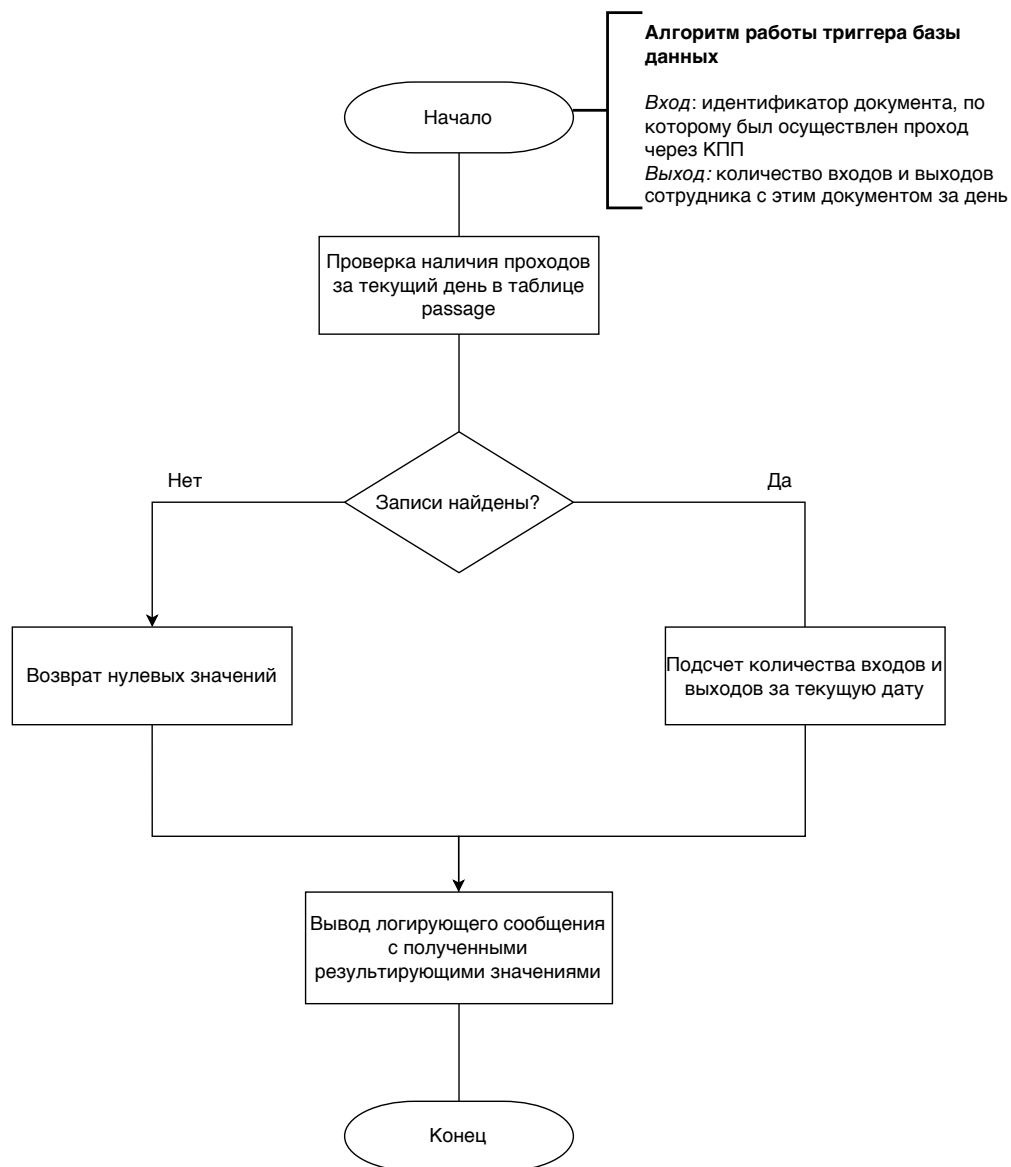 Алгоритм работы триггера базы
данных
Вход: идентификатор документа, по
которому был осуществлен проход
через КПП
Выход: количество входов и выходов
сотрудника с этим документом за день
Начало
Проверка наличия проходов
за текущий день в таблице
passage
Записи найдены?
Нет
Да
Возврат нулевых значений
Подсчет количества входов и
выходов за текущую дату
Вывод логирующего сообщения
с полученными
результирующими значениями
Конец